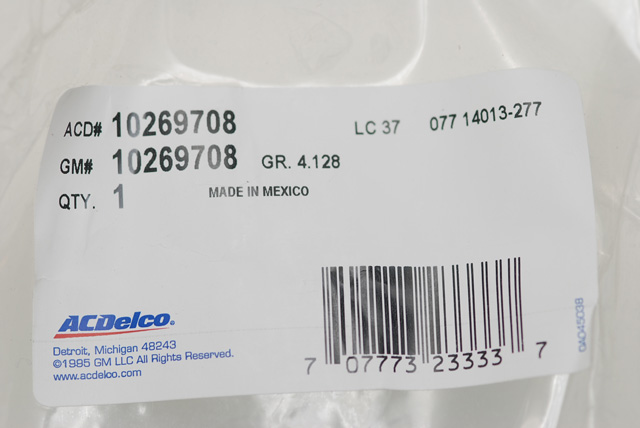 ACD# 10269708 LC 37 077 14013-277
GM# 10269708 GR. 4.128
QTY. 1 MADE IN MEXICO
ACDelco.
Detroit, Michigan 48243
©1995 GM LLC All Rights Reserved.
www.acdelco.com
7 07773 23333 7
0A045038